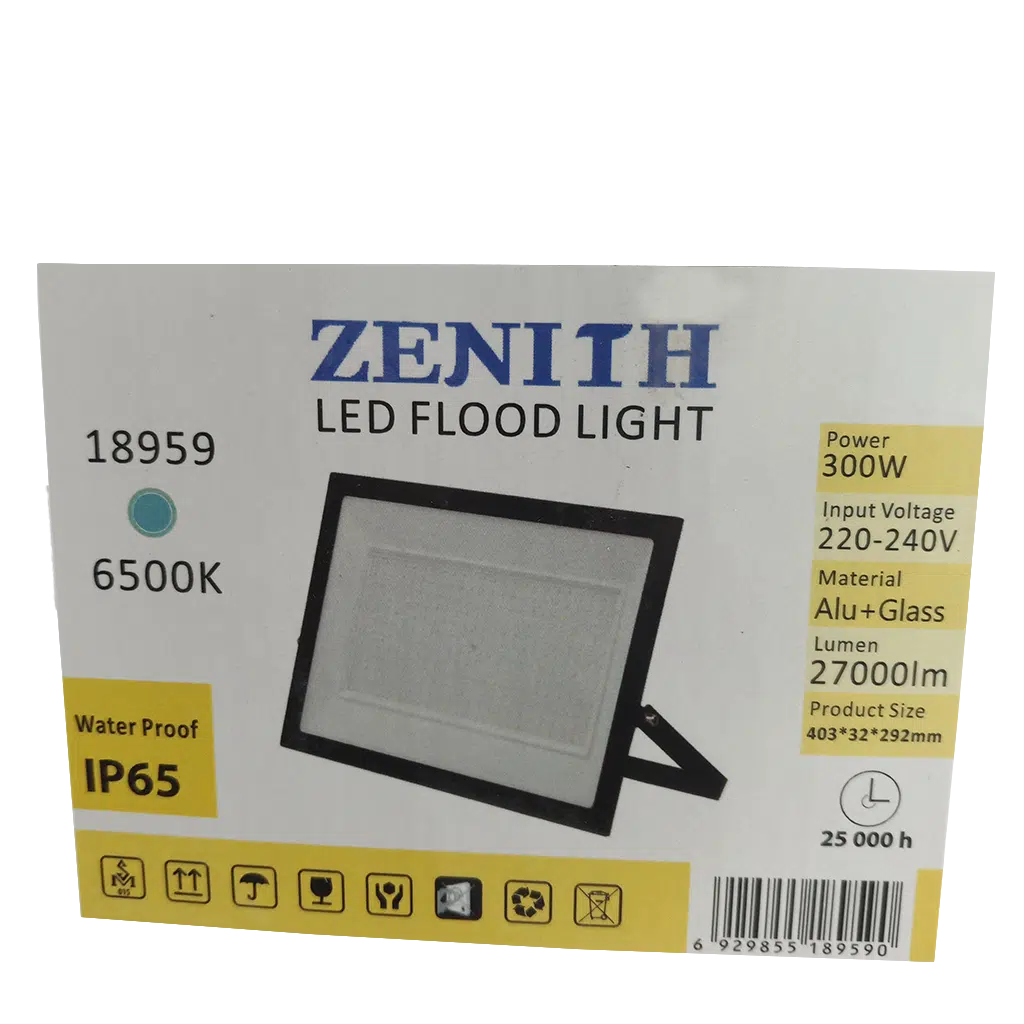 ZENITH
LED FLOOD LIGHT
18959
6500K
Power
300W
Input Voltage
220-240V
Material
Alu+Glass
Lumen
27000lm
Product Size
403*32*292mm
25 000 h
Water Proof
IP65
6 929855 189590